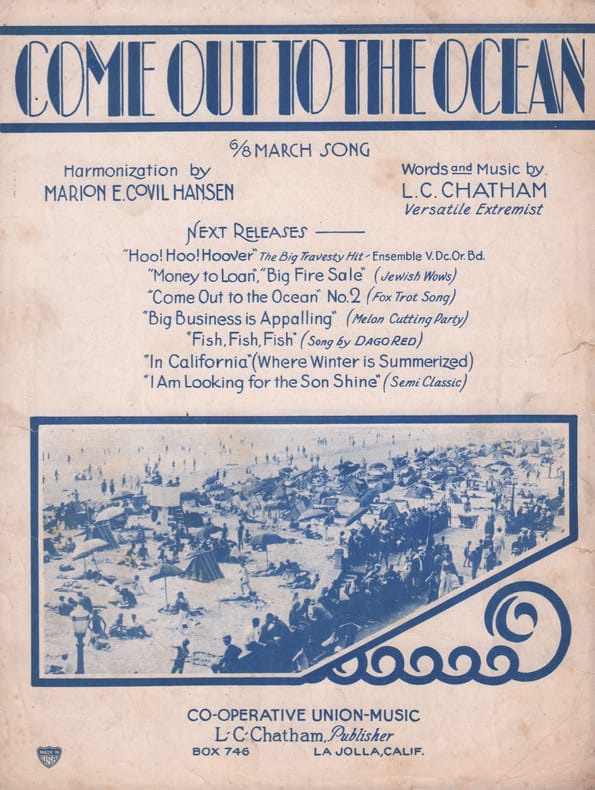 COME OUT TO THE OCEAN
6/8 MARCH SONG
Harmonization by
MARION E. COVIL HANSEN
Words and Music by
L. C. CHATHAM
Versatile Extremist
NEXT RELEASES
"Hoo! Hoo! Hoover" The Big Travesty Hit - Ensemble V. Dc. Or. Bd.
"Money to Loan", "Big Fire Sale" (Jewish Wows)
"Come Out to the Ocean" No. 2 (Fox Trot Song)
"Big Business is Appalling" (Melon Cutting Party)
"Fish, Fish, Fish" (Song by DAGO RED)
"In California" (Where Winter is Summerized)
"I Am Looking for the Son Shine" (Semi Classic)
CO-OPERATIVE UNION-MUSIC
L. C. Chatham, Publisher
BOX 746 LA JOLLA, CALIF.
MADE IN
USA